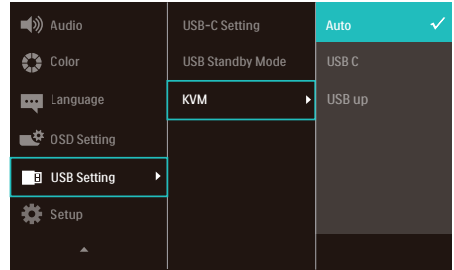 Audio
Color
Language
OSD Setting
USB Setting
Setup
USB-C Setting
USB Standby Mode
KVM
Auto
USB C
USB up